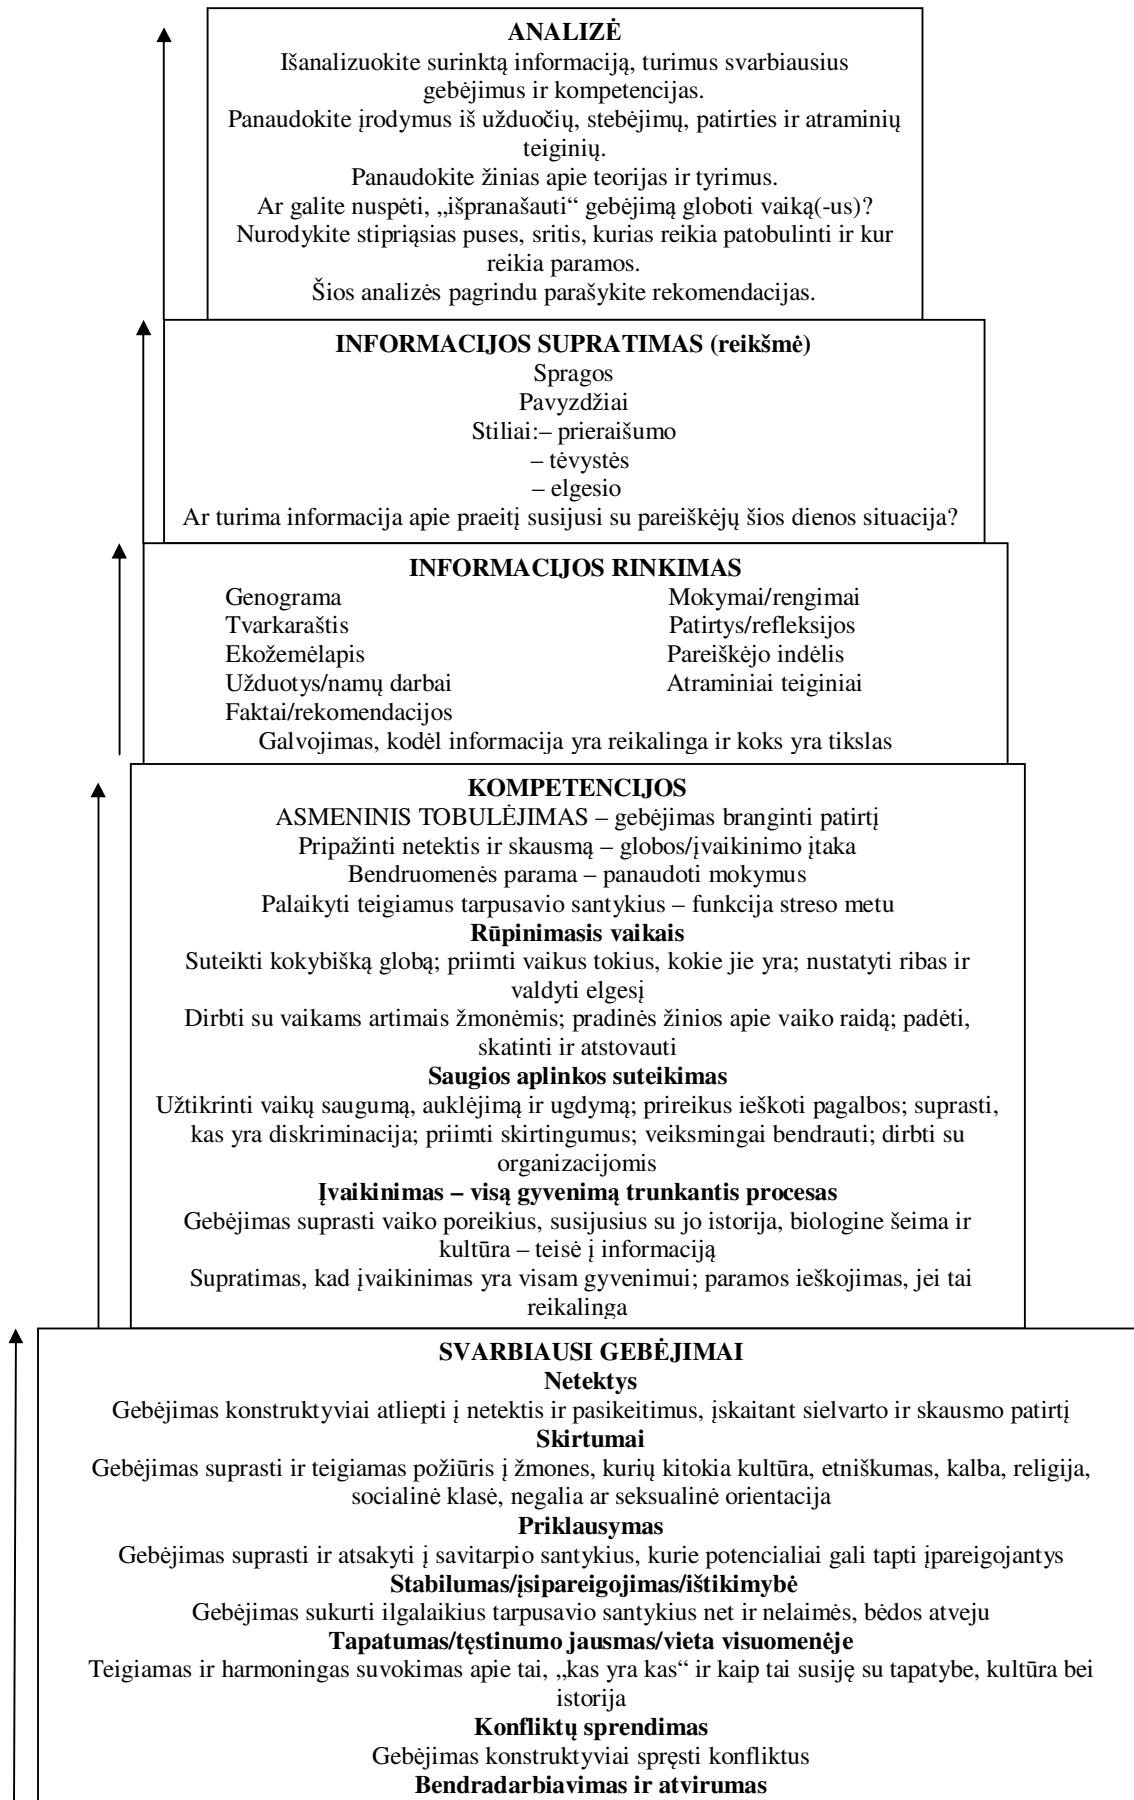 ANALIZĖ
Išanalizuokite surinktą informaciją, turimus svarbiausius
gebėjimus ir kompetencijas.
Panaudokite įrodymus iš užduočių, stebėjimų, patirties ir atraminių
teiginių.
Panaudokite žinias apie teorijas ir tyrimus.
Ar galite nuspėti, „išpranašauti“ gebėjimą globoti vaiką(-us)?
Nurodykite stipriąsias puses, sritis, kurias reikia patobulinti ir kur
reikia paramos.
Šios analizės pagrindu parašykite rekomendacijas.
INFORMACIJOS SUPRATIMAS (reikšmė)
Spragos
Pavyzdžiai
Stiliai:– prieraišumo
– tėvystės
– elgesio
Ar turima informacija apie praeitį susijusi su pareiškėjų šios dienos situacija?
INFORMACIJOS RINKIMAS
Genograma Mokymai/rengimai
Tvarkaraštis Patirtys/refleksijos
Ekožemėlapis Pareiškėjo indėlis
Užduotys/namų darbai Atraminiai teiginiai
Faktai/rekomendacijos
Galvojimas, kodėl informacija yra reikalinga ir koks yra tikslas
KOMPETENCIJOS
ASMENINIS TOBULĖJIMAS – gebėjimas branginti patirtį
Pripažinti netektis ir skausmą – globos/įvaikinimo įtaka
Bendruomenės parama – panaudoti mokymus
Palaikyti teigiamus tarpusavio santykius – funkcija streso metu
Rūpinimasis vaikais
Suteikti kokybišką globą; priimti vaikus tokius, kokie jie yra; nustatyti ribas ir
valdyti elgesį
Dirbti su vaikams artimais žmonėmis; pradinės žinios apie vaiko raidą; padėti,
skatinti ir atstovauti
Saugios aplinkos suteikimas
Užtikrinti vaikų saugumą, auklėjimą ir ugdymą; prireikus ieškoti pagalbos; suprasti,
kas yra diskriminacija; priimti skirtingumus; veiksmingai bendrauti; dirbti su
organizacijomis
Įvaikinimas – visą gyvenimą trunkantis procesas
Gebėjimas suprasti vaiko poreikius, susijusius su jo istorija, biologine šeima ir
kultūra – teisė į informaciją
Supratimas, kad įvaikinimas yra visam gyvenimui; paramos ieškojimas, jei tai
reikalinga
SVARBIAUSI GEBĖJIMAI
Netektys
Gebėjimas konstruktyviai atliepti į netektis ir pasikeitimus, įskaitant sielvarto ir skausmo patirtį
Skirtumai
Gebėjimas suprasti ir teigiamas požiūris į žmones, kurių kitokia kultūra, etniškumas, kalba, religija,
socialinė klasė, negalia ar seksualinė orientacija
Priklausymas
Gebėjimas suprasti ir atsakyti į savitarpio santykius, kurie potencialiai gali tapti įpareigojantys
Stabilumas/įsipareigojimas/ištikimybė
Gebėjimas sukurti ilgalaikius tarpusavio santykius net ir nelaimės, bėdos atveju
Tapatumas/tęstinumo jausmas/vieta visuomenėje
Teigiamas ir harmoningas suvokimas apie tai, „kas yra kas“ ir kaip tai susiję su tapatybe, kultūra bei
istorija
Konfliktų sprendimas
Gebėjimas konstruktyviai spręsti konfliktus
Bendradarbiavimas ir atvirumas